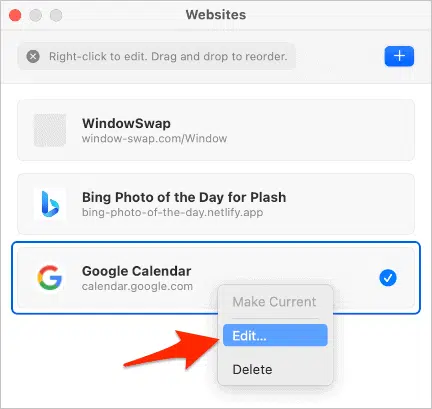 Websites
Right-click to edit. Drag and drop to reorder.
WindowSwap
window-swap.com/Window
Bing Photo of the Day for Plash
bing-photo-of-the-day.netlify.app
Google Calendar
calendar.google.com
Make Current
Edit...
Delete